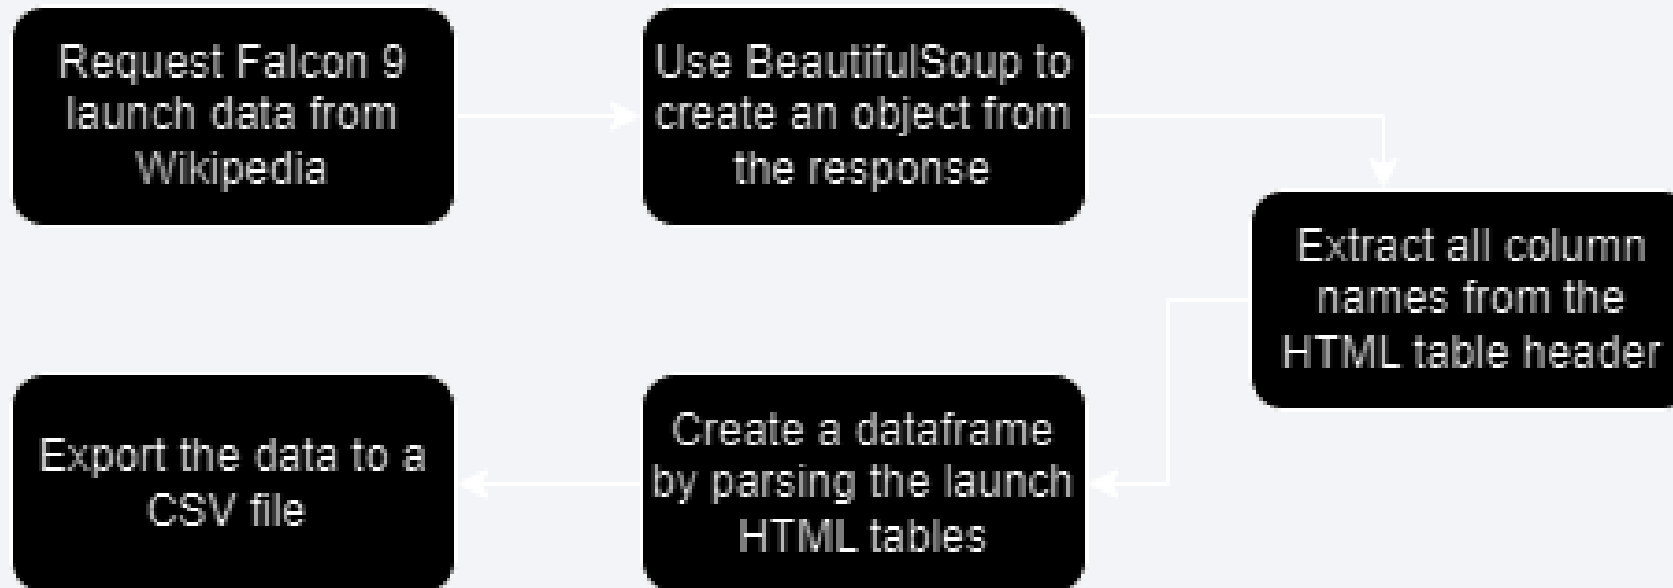 Request Falcon 9
launch data from
Wikipedia
Use BeautifulSoup to
create an object from
the response
Extract all column
names from the
HTML table header
Create a dataframe
by parsing the launch
HTML tables
Export the data to a
CSV file